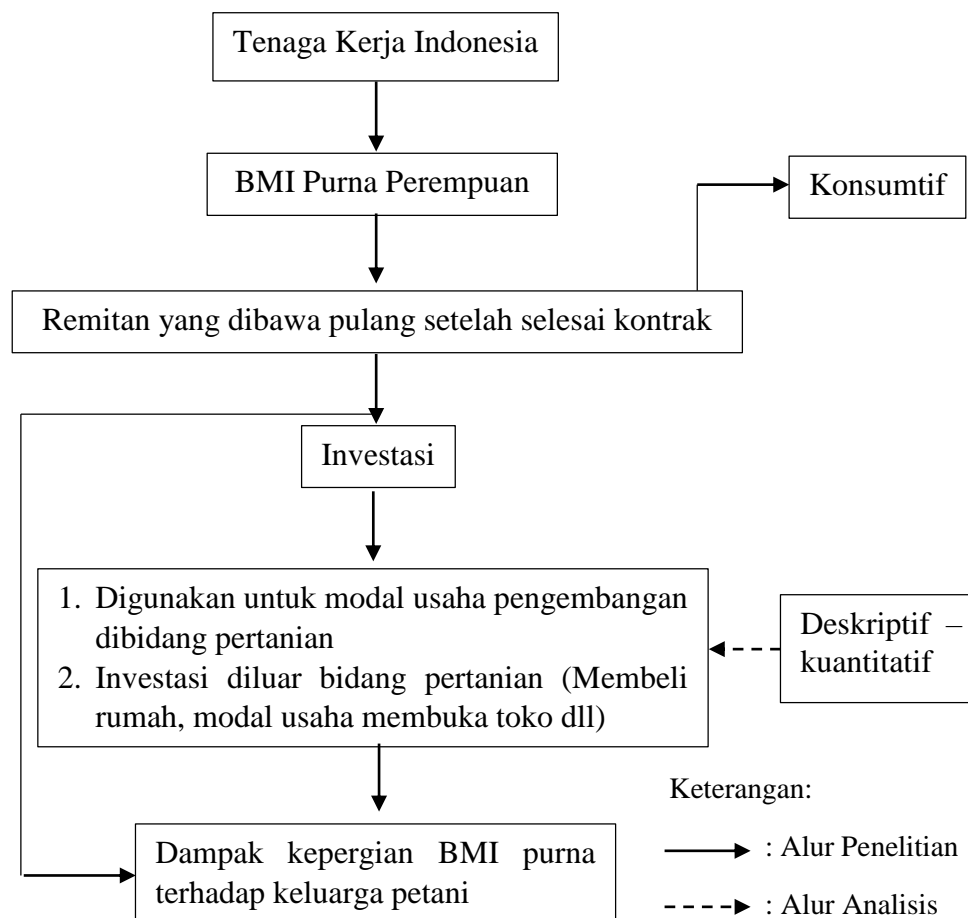 Tenaga Kerja Indonesia
BMI Purna Perempuan
Konsumtif
Remitan yang dibawa pulang setelah selesai kontrak
Investasi
1. Digunakan untuk modal usaha pengembangan
dibidang pertanian
2. Investasi diluar bidang pertanian (Membeli
rumah, modal usaha membuka toko dll)
Deskriptif –
kuantitatif
Dampak kepergian BMI purna
terhadap keluarga petani
Keterangan:
: Alur Penelitian
: Alur Analisis